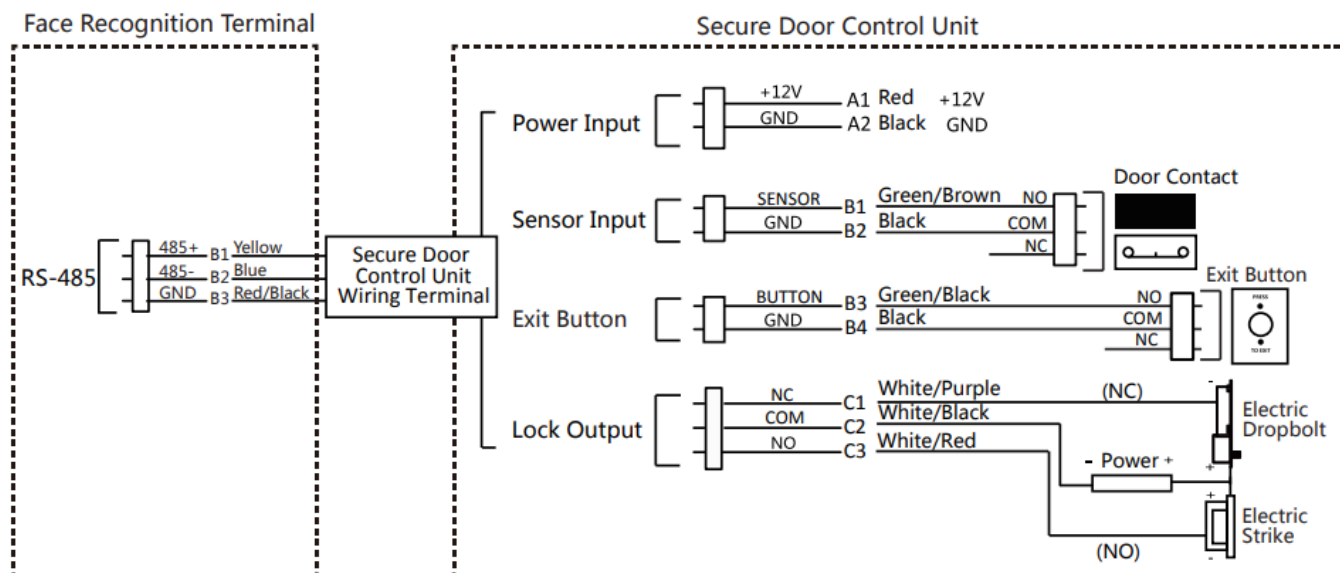 Face Recognition Terminal
Secure Door Control Unit
RS-485
485+ B1 Yellow
485- B2 Blue
GND B3 Red/Black
Secure Door
Control Unit
Wiring Terminal
Power Input
+12V A1 Red +12V
GND A2 Black GND
Sensor Input
SENSOR B1 Green/Brown NO
GND B2 Black COM
NC
Door Contact
Exit Button
BUTTON B3 Green/Black NO
GND B4 Black COM
NC
Exit Button
PRESS
TO EXIT
Lock Output
NC C1 White/Purple (NC)
COM C2 White/Black
NO C3 White/Red
- Power +
-
Electric
Dropbolt
+
+
Electric
Strike
-
(NO)